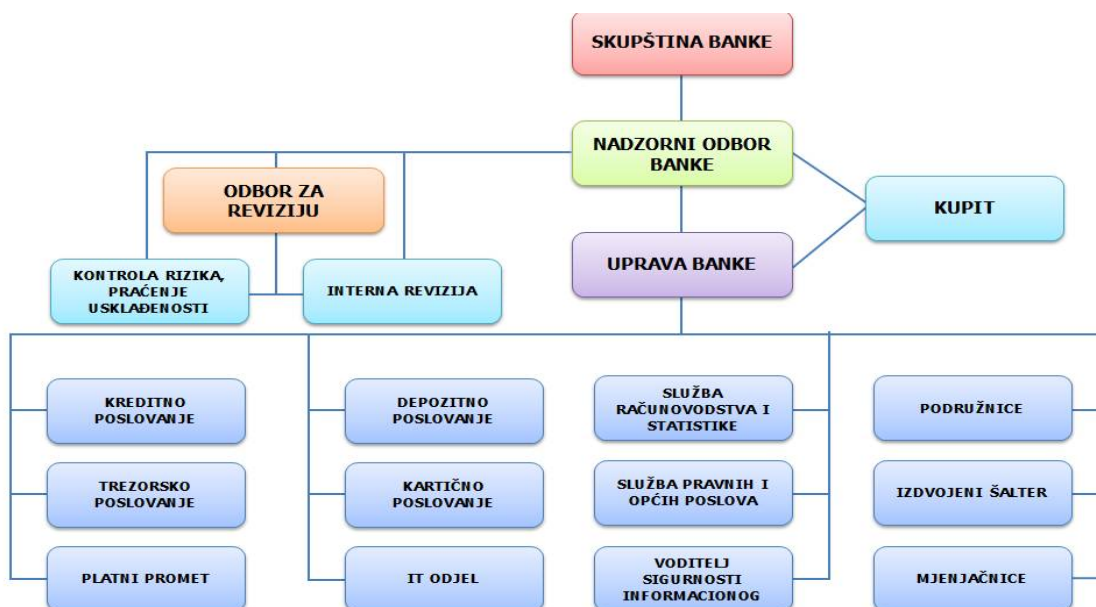 SKUPŠTINA BANKE
NADZORNI ODBOR
BANKE
ODBOR ZA
REVIZIJU
KUPIT
UPRAVA BANKE
KONTROLA RIZIKA,
PRAĆENJE
USKLAĐENOSTI
INTERNA REVIZIJA
KREDITNO
POSLOVANJE
DEPOZITNO
POSLOVANJE
SLUŽBA
RAČUNOVODSTVA I
STATISTIKE
PODRUŽNICE
TREZORSKO
POSLOVANJE
KARTIČNO
POSLOVANJE
SLUŽBA PRAVNIH I
OPĆIH POSLOVA
IZDVOJENI ŠALTER
PLATNI PROMET
IT ODJEL
VODITELJ
SIGURNOSTI
INFORMACIONOG
MJENJAČNICE